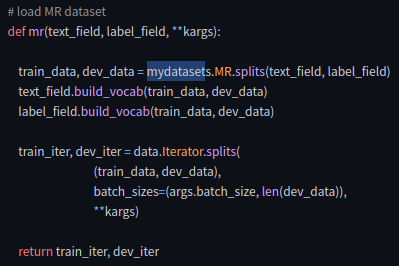 # load MR dataset
def mr(text_field, label_field, **kargs):
train_data, dev_data = mydatasets.MR.splits(text_field, label_field)
text_field.build_vocab(train_data, dev_data)
label_field.build_vocab(train_data, dev_data)
train_iter, dev_iter = data.Iterator.splits(
(train_data, dev_data),
batch_sizes=(args.batch_size, len(dev_data)),
**kargs)
return train_iter, dev_iter